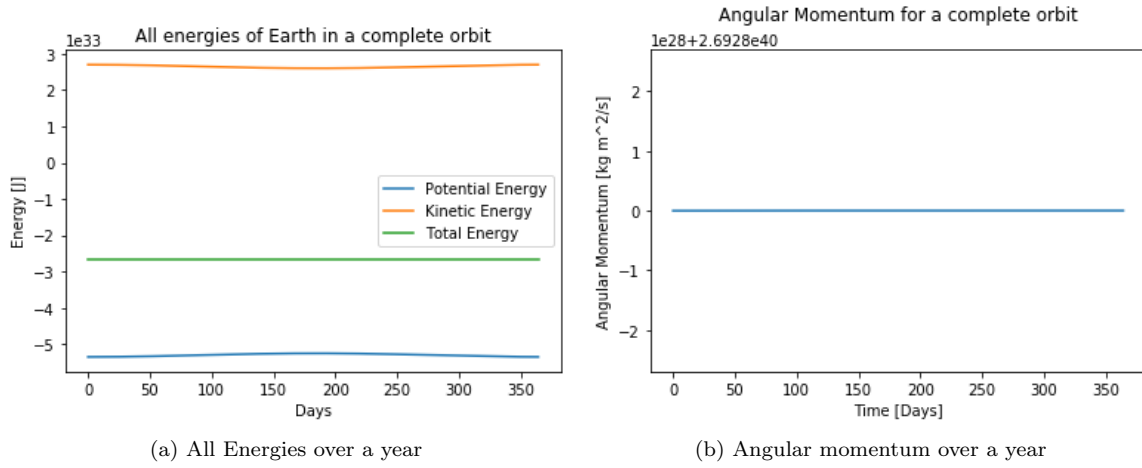 All energies of Earth in a complete orbit
1e33
3
2
1
0
−1
−2
−3
−4
−5
Energy [J]
Potential Energy
Kinetic Energy
Total Energy
0 50 100 150 200 250 300 350
Days
(a) All Energies over a year
Angular Momentum for a complete orbit
1e28+2.6928e40
2
1
0
−1
−2
Angular Momentum [kg m^2/s]
0 50 100 150 200 250 300 350
Time [Days]
(b) Angular momentum over a year